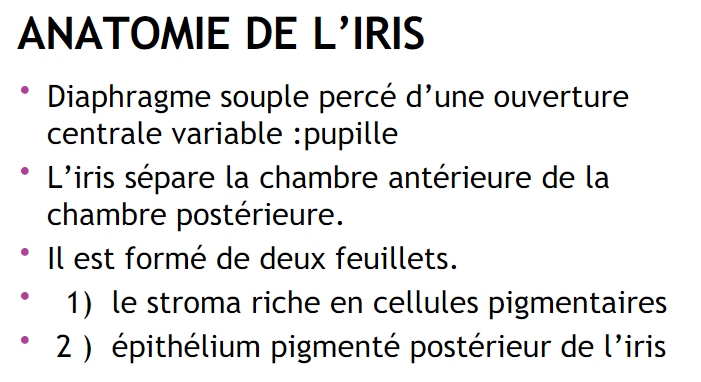 ANATOMIE DE L’IRIS
• Diaphragme souple percé d’une ouverture
centrale variable :pupille
• L’iris sépare la chambre antérieure de la
chambre postérieure.
• Il est formé de deux feuillets.
• 1) le stroma riche en cellules pigmentaires
• 2 ) épithélium pigmenté postérieur de l’iris